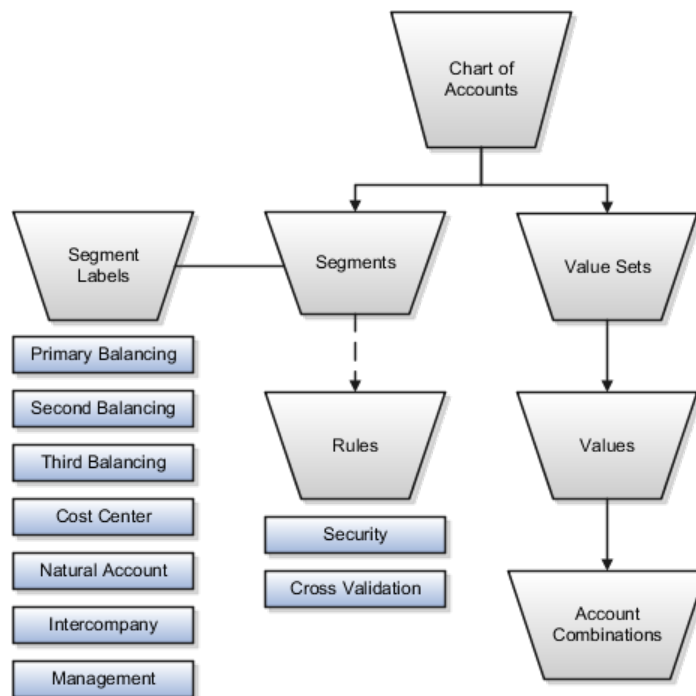 Chart of
Accounts
Segment
Labels
Segments
Value Sets
Primary Balancing
Second Balancing
Third Balancing
Cost Center
Natural Account
Intercompany
Management
Rules
Security
Cross Validation
Values
Account
Combinations